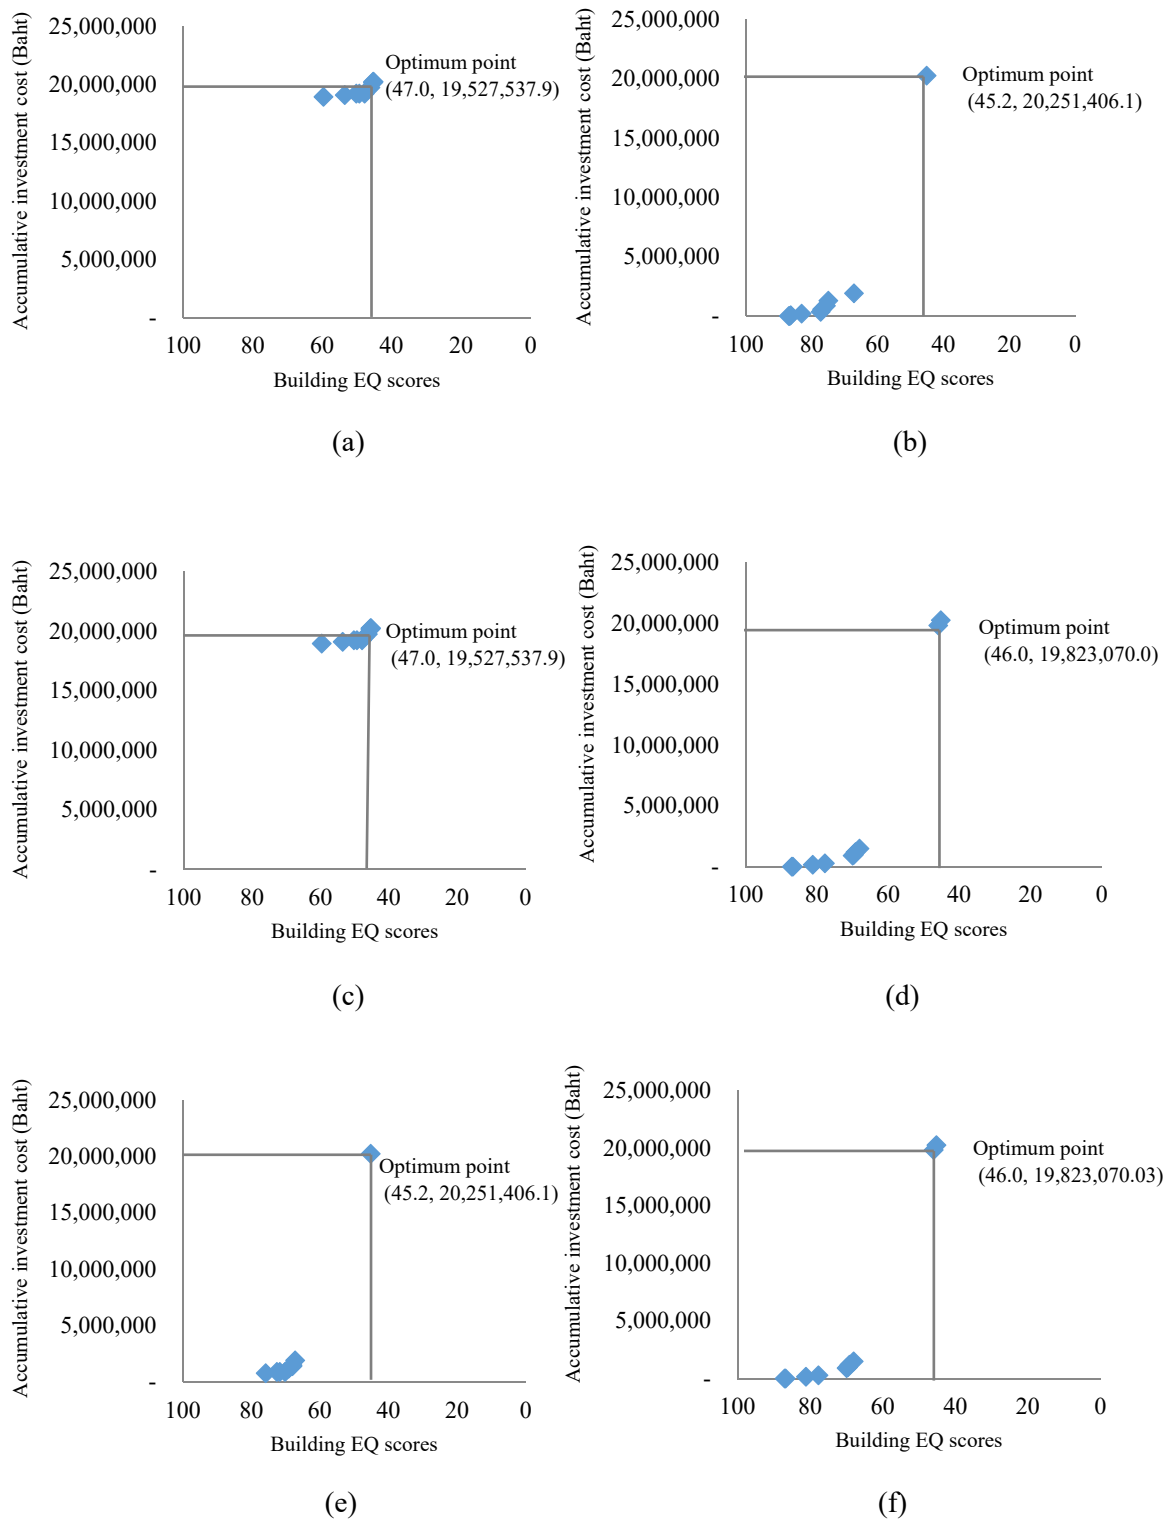 Accumulative investment cost (Baht)
25,000,000
20,000,000
15,000,000
10,000,000
5,000,000
-
Optimum point
(47.0, 19,527,537.9)
100 80 60 40 20 0
Building EQ scores
(a)
Accumulative investment cost (Baht)
25,000,000
20,000,000
15,000,000
10,000,000
5,000,000
-
Optimum point
(45.2, 20,251,406.1)
100 80 60 40 20 0
Building EQ scores
(b)
Accumulative investment cost (Baht)
25,000,000
20,000,000
15,000,000
10,000,000
5,000,000
-
Optimum point
(47.0, 19,527,537.9)
100 80 60 40 20 0
Building EQ scores
(c)
Accumulative investment cost (Baht)
25,000,000
20,000,000
15,000,000
10,000,000
5,000,000
-
Optimum point
(46.0, 19,823,070.0)
100 80 60 40 20 0
Building EQ scores
(d)
Accumulative investment cost (Baht)
25,000,000
20,000,000
15,000,000
10,000,000
5,000,000
-
Optimum point
(45.2, 20,251,406.1)
100 80 60 40 20 0
Building EQ scores
(e)
Accumulative investment cost (Baht)
25,000,000
20,000,000
15,000,000
10,000,000
5,000,000
-
Optimum point
(46.0, 19,823,070.03)
100 80 60 40 20 0
Building EQ scores
(f)